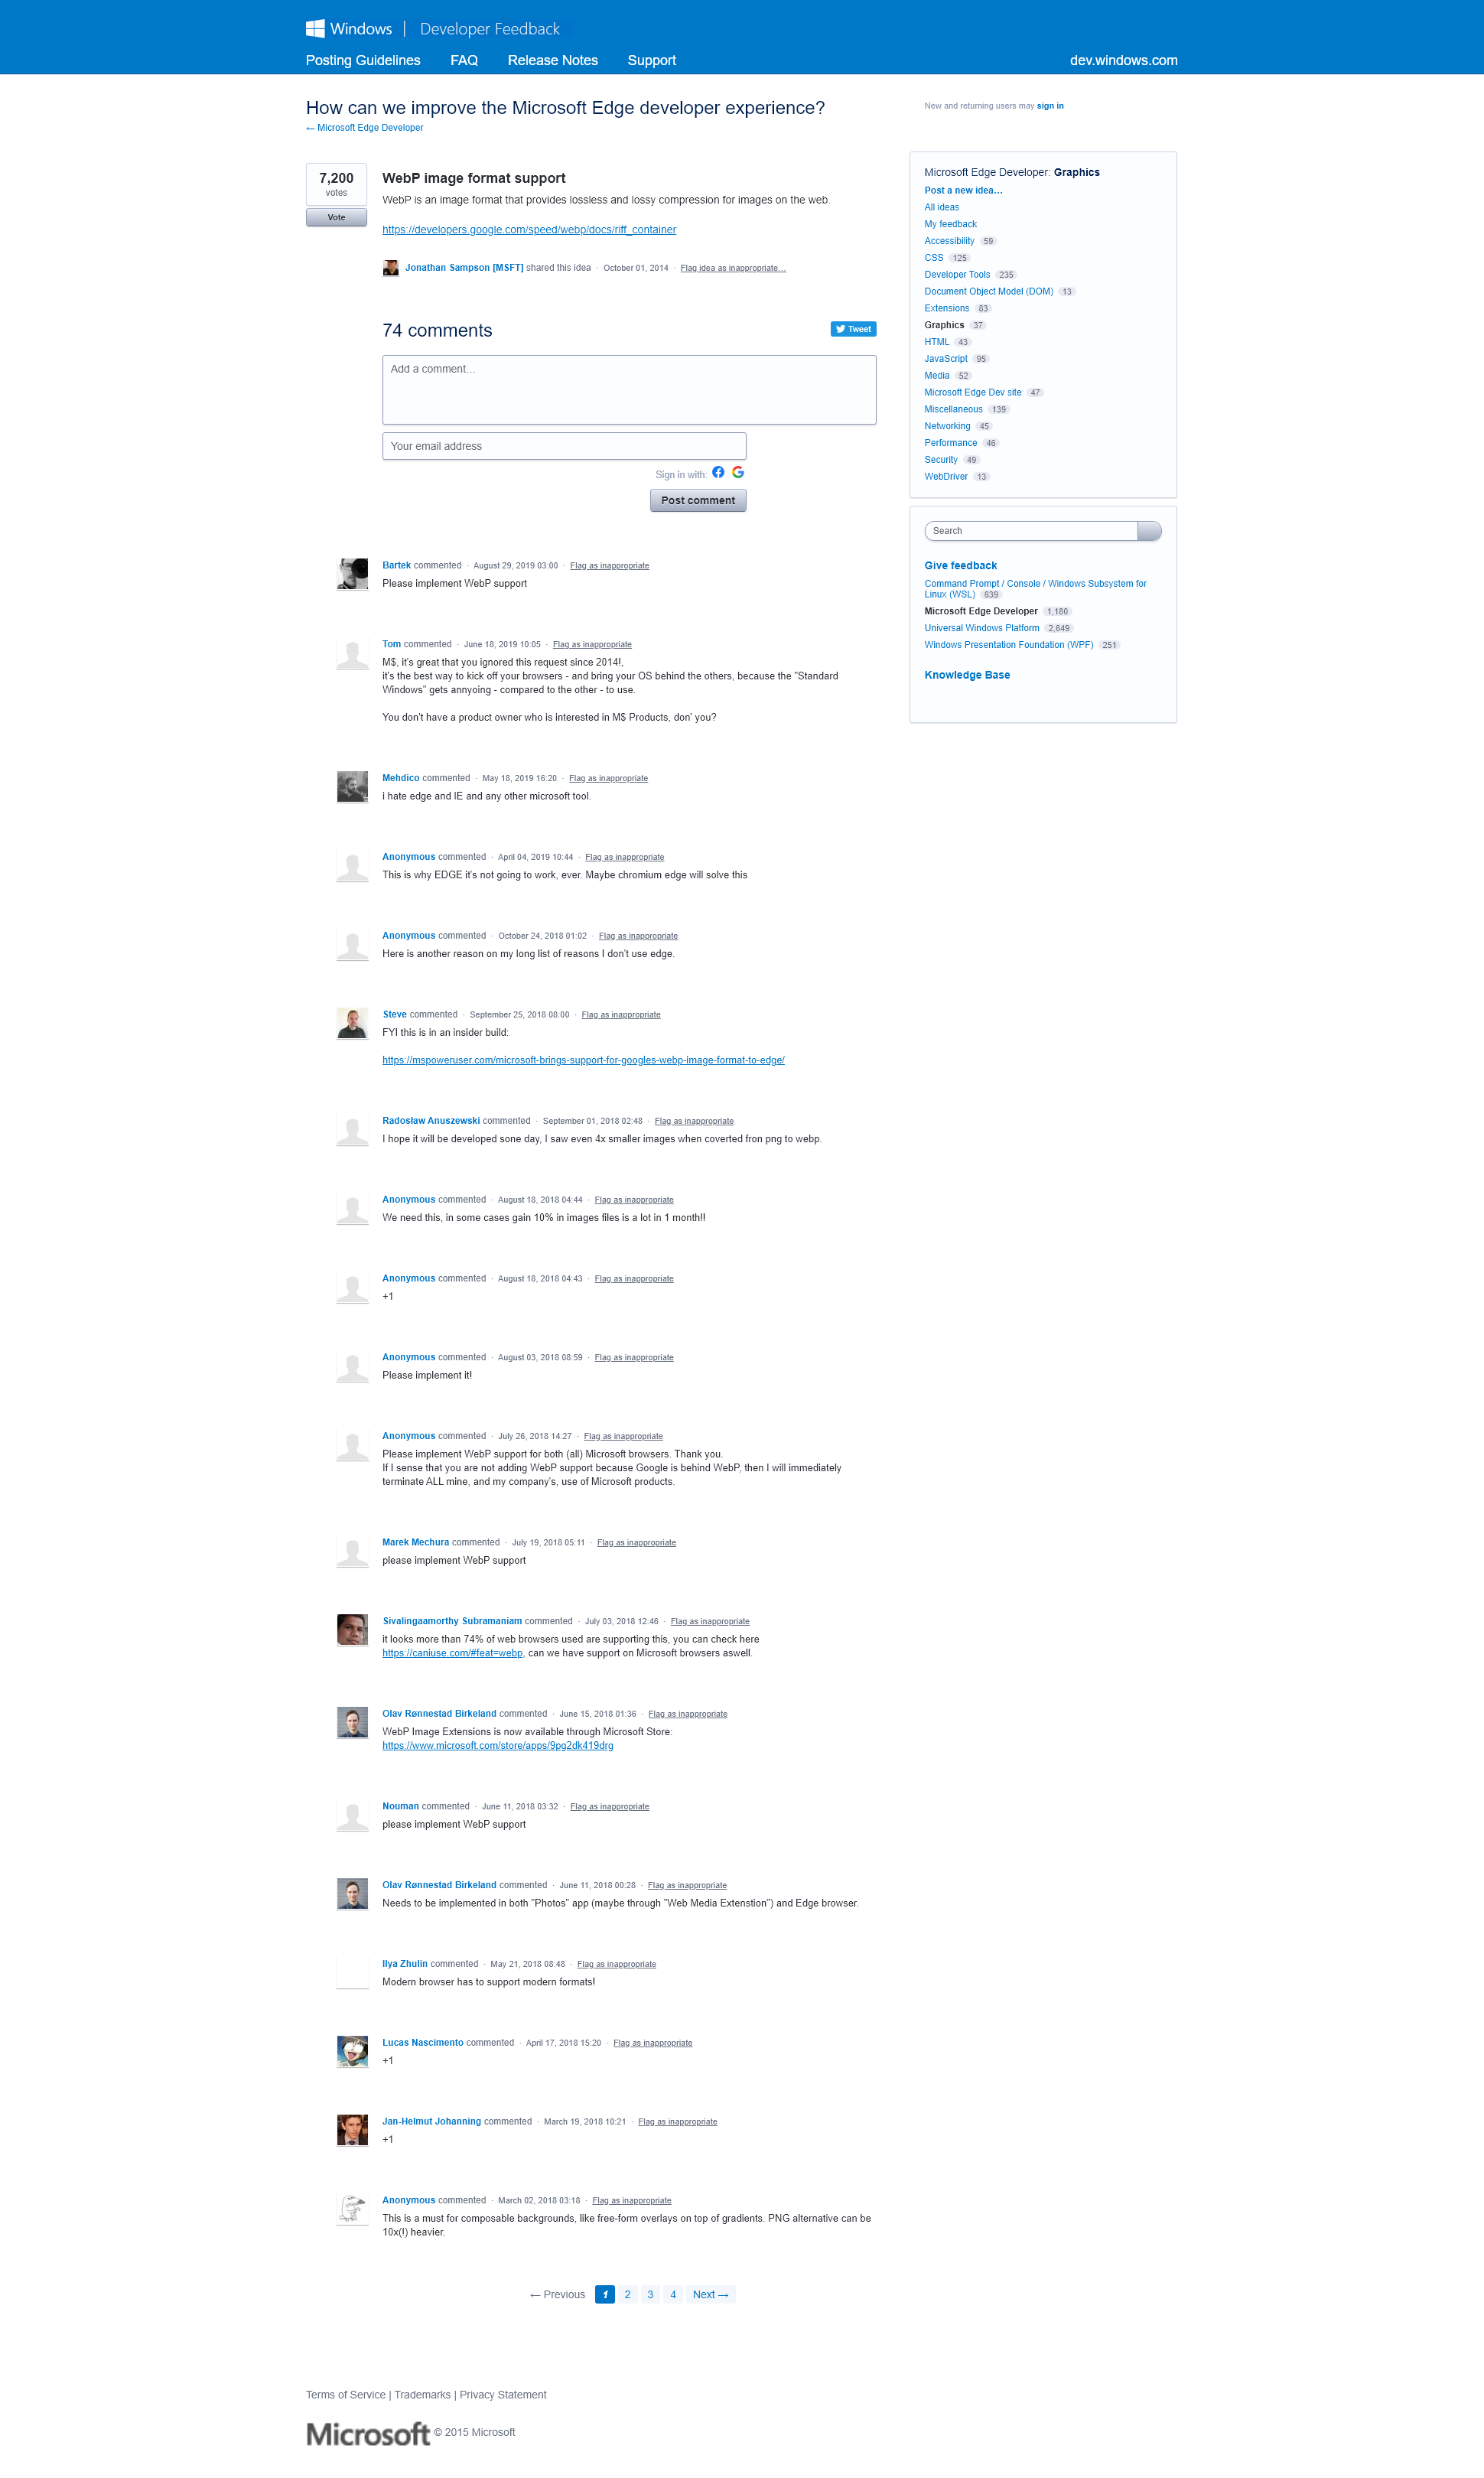 Windows | Developer Feedback
Posting Guidelines FAQ Release Notes Support dev.windows.com
How can we improve the Microsoft Edge developer experience?
← Microsoft Edge Developer
New and returning users may sign in
7,200
votes
Vote
WebP image format support
WebP is an image format that provides lossless and lossy compression for images on the web.
https://developers.google.com/speed/webp/docs/riff_container
Jonathan Sampson [MSFT] shared this idea · October 01, 2014 · Flag idea as inappropriate…
74 comments
Tweet
Add a comment…
Your email address
Sign in with:
Post comment
Bartek commented · August 29, 2019 03:00 · Flag as inappropriate
Please implement WebP support
Tom commented · June 18, 2019 10:05 · Flag as inappropriate
M$, it's great that you ignored this request since 2014!,
it's the best way to kick off your browsers - and bring your OS behind the others, because the "Standard
Windows" gets annyoing - compared to the other - to use.
You don't have a product owner who is interested in M$ Products, don' you?
Mehdico commented · May 18, 2019 16:20 · Flag as inappropriate
i hate edge and IE and any other microsoft tool.
Anonymous commented · April 04, 2019 10:44 · Flag as inappropriate
This is why EDGE it's not going to work, ever. Maybe chromium edge will solve this
Anonymous commented · October 24, 2018 01:02 · Flag as inappropriate
Here is another reason on my long list of reasons I don't use edge.
Steve commented · September 25, 2018 08:00 · Flag as inappropriate
FYI this is in an insider build:
https://mspoweruser.com/microsoft-brings-support-for-googles-webp-image-format-to-edge/
Radosław Anuszewski commented · September 01, 2018 02:48 · Flag as inappropriate
I hope it will be developed sone day, I saw even 4x smaller images when coverted fron png to webp.
Anonymous commented · August 18, 2018 04:44 · Flag as inappropriate
We need this, in some cases gain 10% in images files is a lot in 1 month!!
Anonymous commented · August 18, 2018 04:43 · Flag as inappropriate
+1
Anonymous commented · August 03, 2018 08:59 · Flag as inappropriate
Please implement it!
Anonymous commented · July 26, 2018 14:27 · Flag as inappropriate
Please implement WebP support for both (all) Microsoft browsers. Thank you.
If I sense that you are not adding WebP support because Google is behind WebP, then I will immediately
terminate ALL mine, and my company's, use of Microsoft products.
Marek Mechura commented · July 19, 2018 05:11 · Flag as inappropriate
please implement WebP support
Sivalingaamorthy Subramaniam commented · July 03, 2018 12:46 · Flag as inappropriate
it looks more than 74% of web browsers used are supporting this, you can check here
https://caniuse.com/#feat=webp, can we have support on Microsoft browsers aswell.
Olav Rønnestad Birkeland commented · June 15, 2018 01:36 · Flag as inappropriate
WebP Image Extensions is now available through Microsoft Store:
https://www.microsoft.com/store/apps/9pg2dk419drg
Nouman commented · June 11, 2018 03:32 · Flag as inappropriate
please implement WebP support
Olav Rønnestad Birkeland commented · June 11, 2018 00:28 · Flag as inappropriate
Needs to be implemented in both "Photos" app (maybe through "Web Media Extenstion") and Edge browser.
Ilya Zhulin commented · May 21, 2018 08:48 · Flag as inappropriate
Modern browser has to support modern formats!
Lucas Nascimento commented · April 17, 2018 15:20 · Flag as inappropriate
+1
Jan-Helmut Johanning commented · March 19, 2018 10:21 · Flag as inappropriate
+1
Anonymous commented · March 02, 2018 03:18 · Flag as inappropriate
This is a must for composable backgrounds, like free-form overlays on top of gradients. PNG alternative can be
10x(!) heavier.
← Previous 1 2 3 4 Next →
Microsoft Edge Developer: Graphics
Post a new idea…
All ideas
My feedback
Accessibility 59
CSS 125
Developer Tools 235
Document Object Model (DOM) 13
Extensions 83
Graphics 37
HTML 43
JavaScript 95
Media 52
Microsoft Edge Dev site 47
Miscellaneous 139
Networking 45
Performance 46
Security 49
WebDriver 13
Search
Give feedback
Command Prompt / Console / Windows Subsystem for
Linux (WSL) 639
Microsoft Edge Developer 1,180
Universal Windows Platform 2,649
Windows Presentation Foundation (WPF) 251
Knowledge Base
Terms of Service | Trademarks | Privacy Statement
Microsoft © 2015 Microsoft